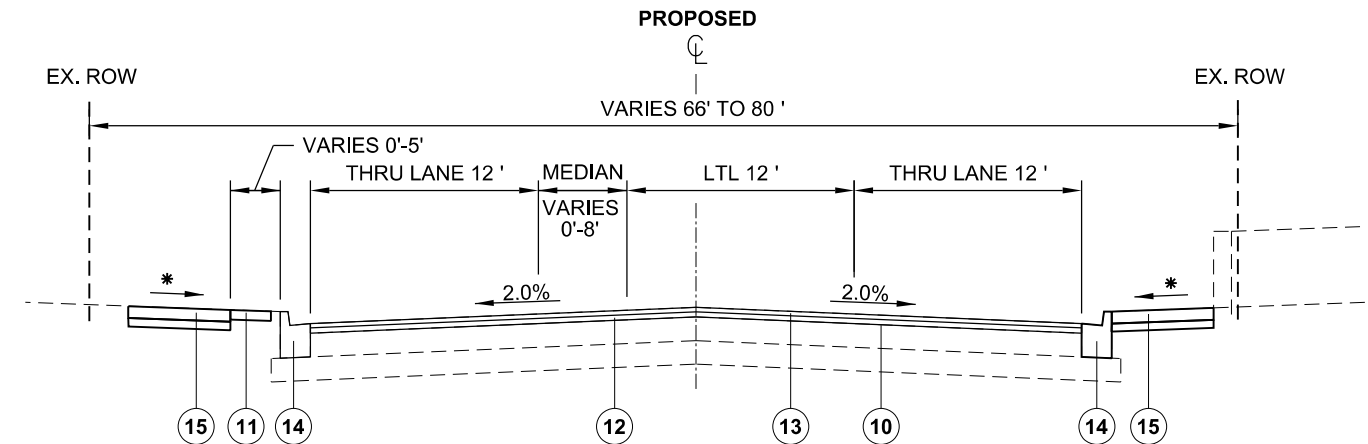 PROPOSED
℄
EX. ROW
EX. ROW
VARIES 66' TO 80 '
VARIES 0'-5'
THRU LANE 12 '
MEDIAN
LTL 12 '
THRU LANE 12 '
VARIES
0'-8'
*
2.0%
2.0%
*
15
11
14
12
13
10
14
15